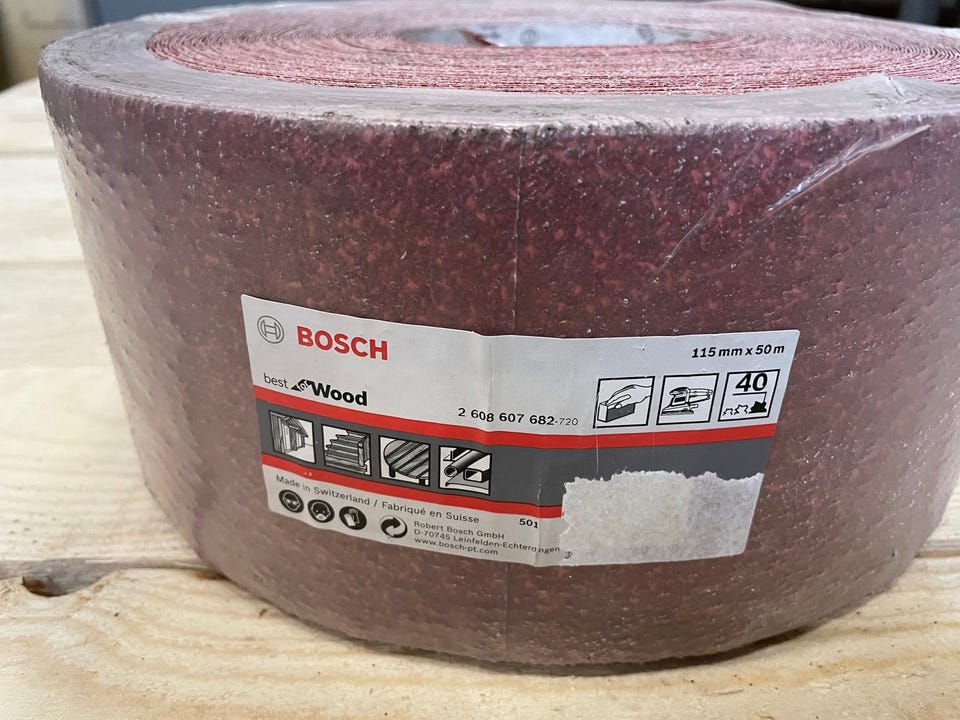 BOSCH
115 mm x 50 m
best for Wood
2 608 607 682-720
40
Made in Switzerland / Fabriqué en Suisse
501
Robert Bosch GmbH
D-70745 Leinfelden-Echterdingen
www.bosch-pt.com